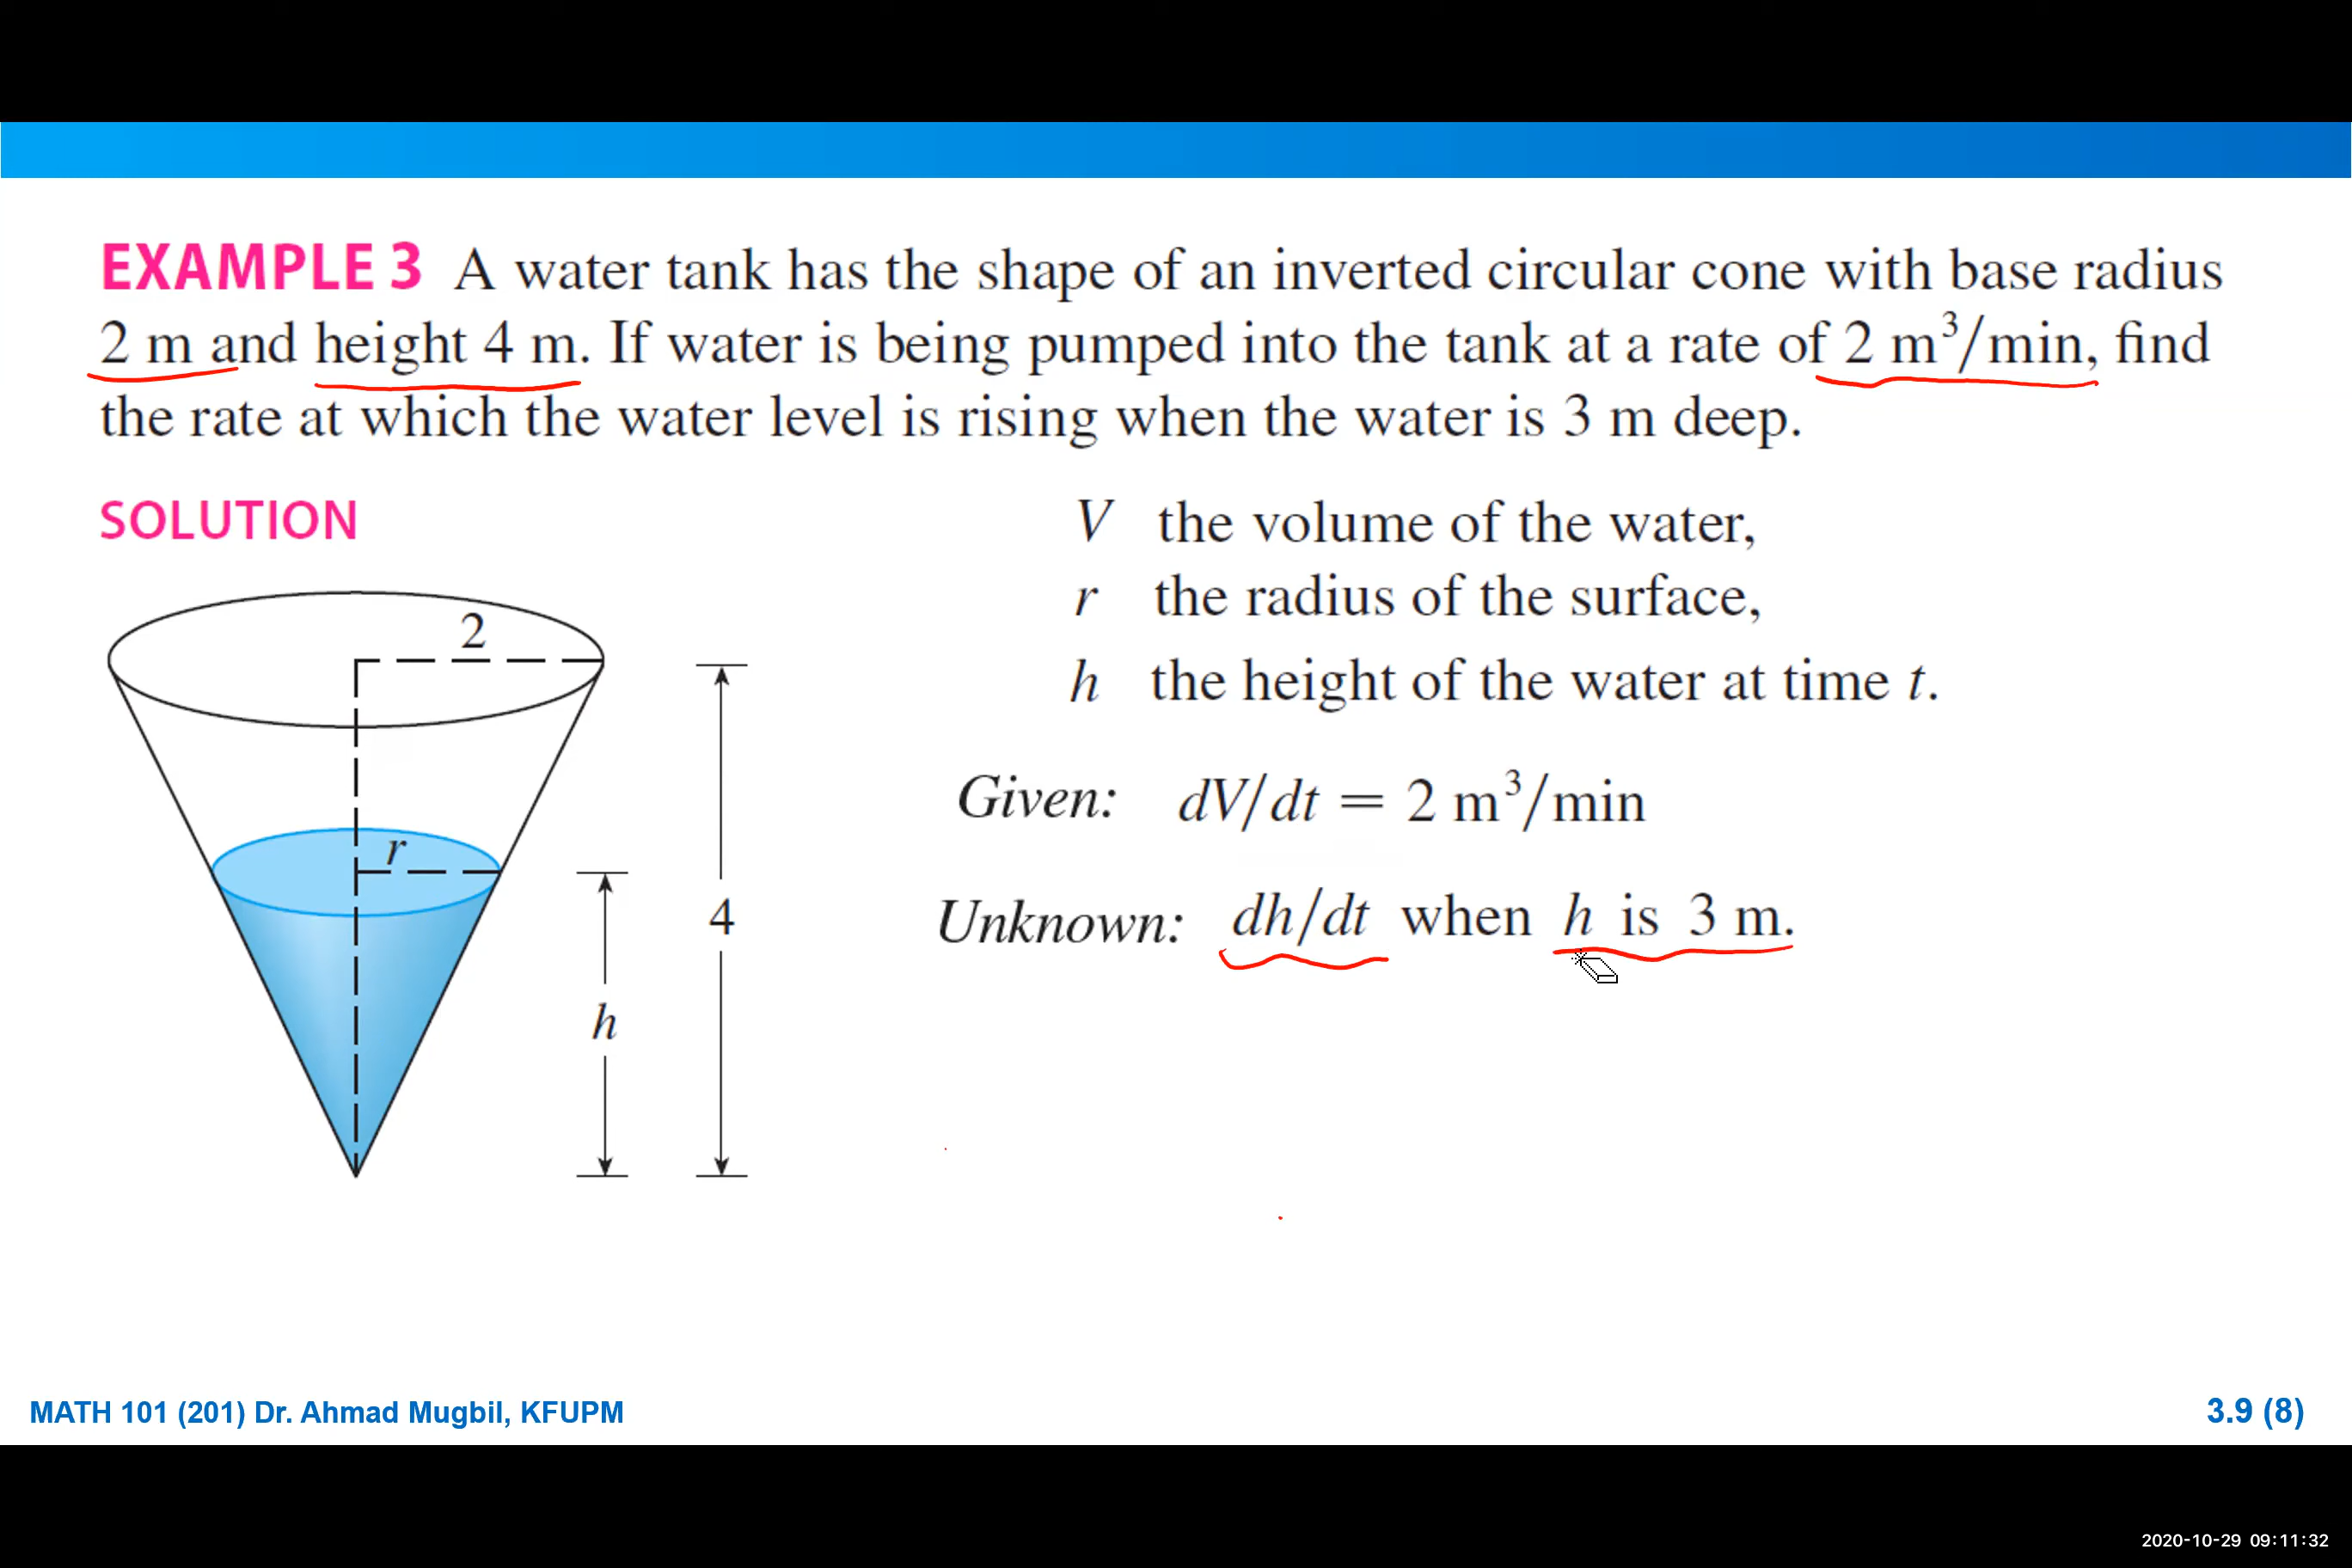 EXAMPLE 3 A water tank has the shape of an inverted circular cone with base radius
2 m and height 4 m. If water is being pumped into the tank at a rate of 2 m³/min, find
the rate at which the water level is rising when the water is 3 m deep.
SOLUTION
V the volume of the water,
r the radius of the surface,
h the height of the water at time t.
Given: dV/dt = 2 m³/min
Unknown: dh/dt when h is 3 m.
2
r
4
h
MATH 101 (201) Dr. Ahmad Mugbil, KFUPM
3.9 (8)
2020-10-29 09:11:32